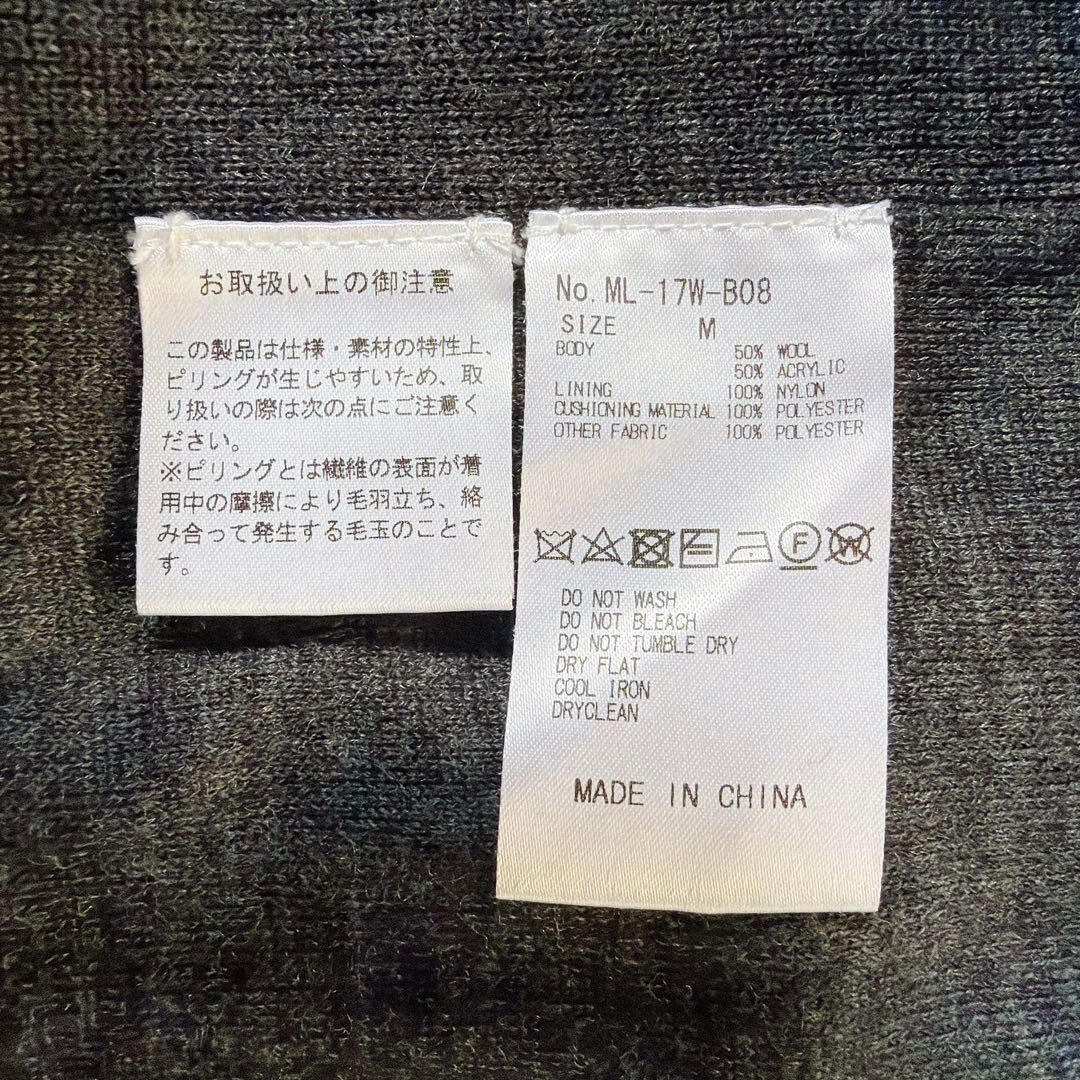 お取扱い上の御注意
この製品は仕様・素材の特性上、
ピリングが生じやすいため、取
り扱いの際は次の点にご注意く
ださい。
※ピリングとは繊維の表面が着
用中の摩擦により毛羽立ち、絡
み合って発生する毛玉のことで
す。
No. ML-17W-B08
SIZE M
BODY 50% WOOL
50% ACRYLIC
LINING 100% NYLON
CUSHIONING MATERIAL 100% POLYESTER
OTHER FABRIC 100% POLYESTER
F W
DO NOT WASH
DO NOT BLEACH
DO NOT TUMBLE DRY
DRY FLAT
COOL IRON
DRYCLEAN
MADE IN CHINA